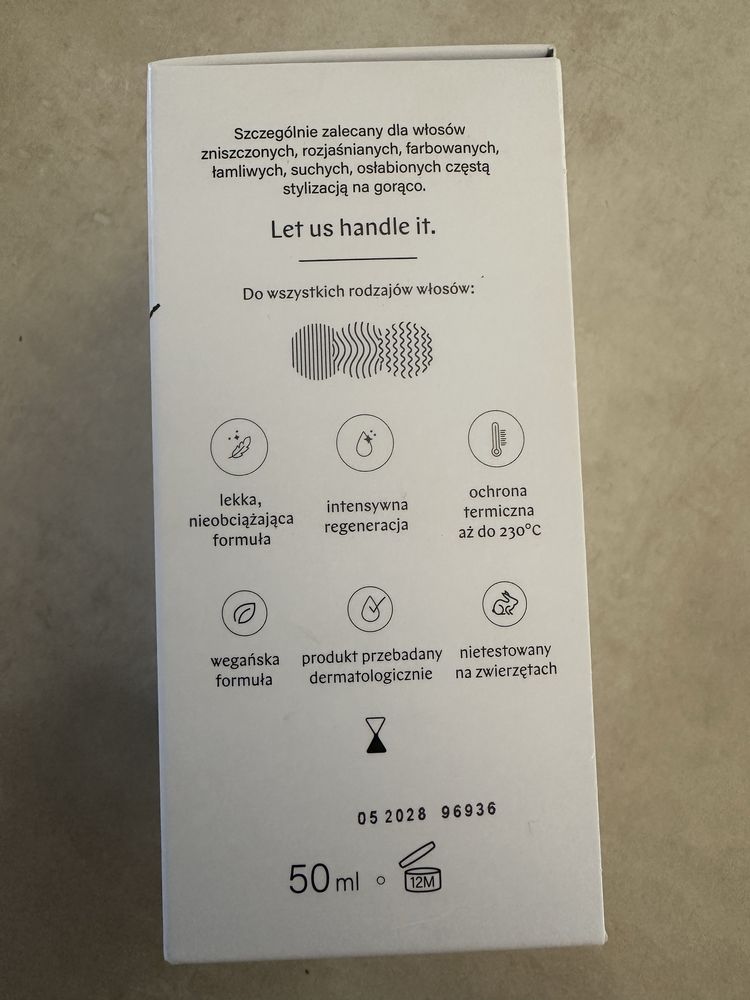 Szczególnie zalecany dla włosów
zniszczonych, rozjaśnianych, farbowanych,
łamliwych, suchych, osłabionych częstą
stylizacją na gorąco.
Let us handle it.
Do wszystkich rodzajów włosów:
lekka,
nieobciążająca
formuła
intensywna
regeneracja
ochrona
termiczna
aż do 230°C
wegańska
formuła
produkt przebadany
dermatologicznie
nietestowany
na zwierzętach
05 2028 96936
50 ml
12M